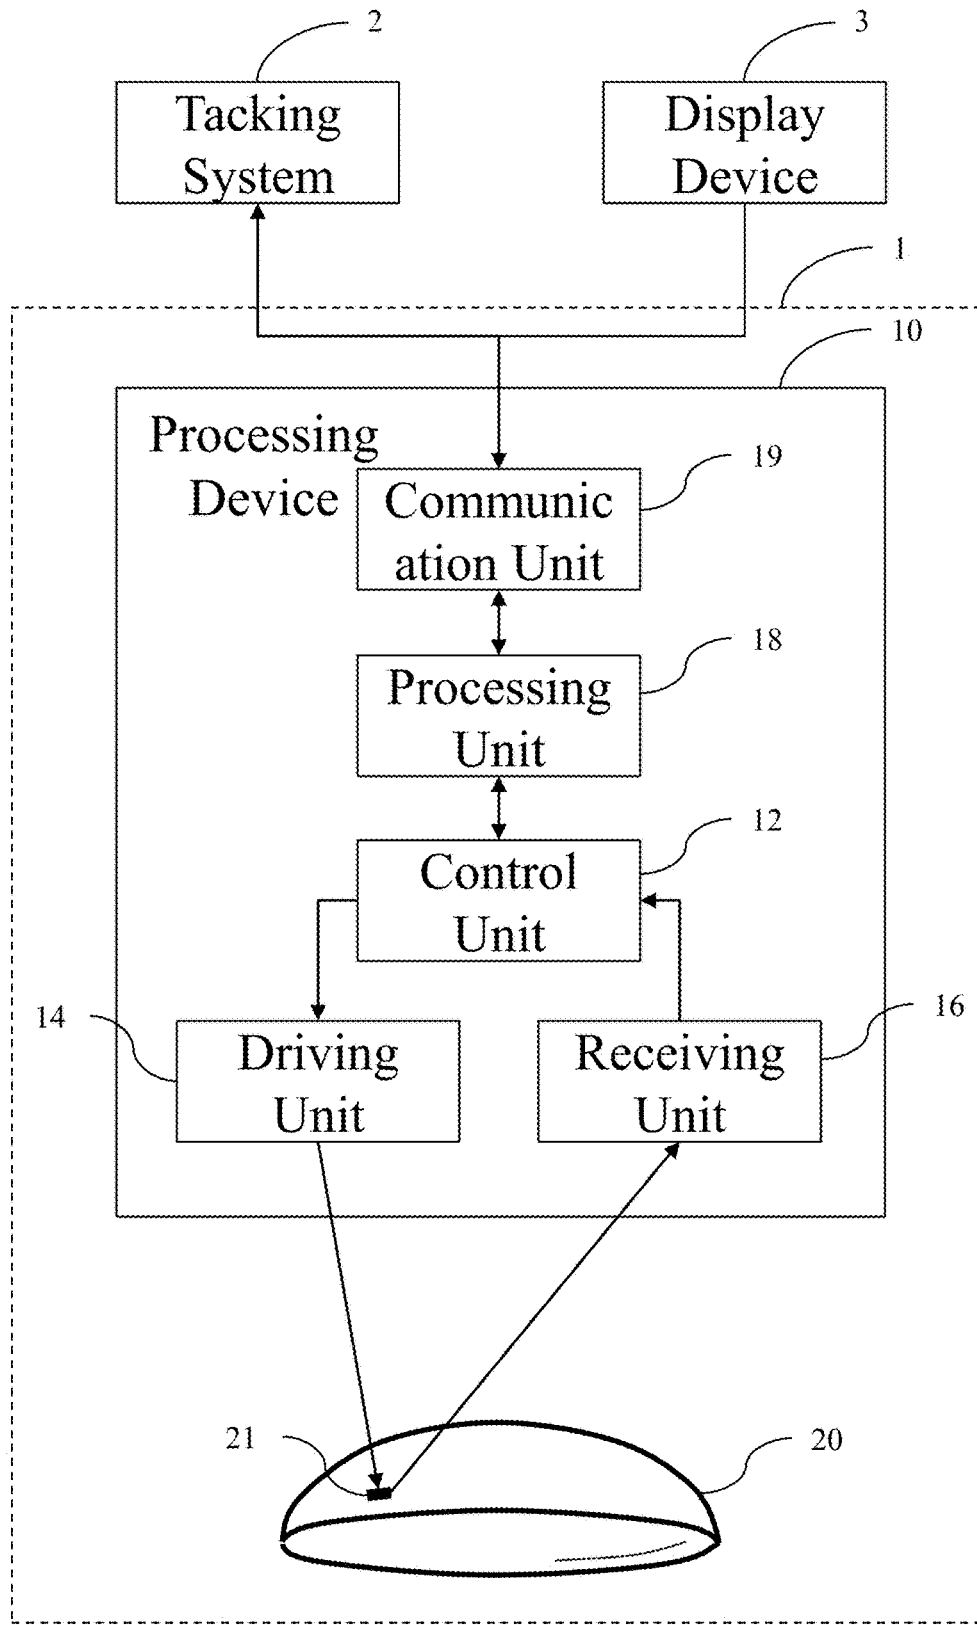 2
3
Tacking
System
Display
Device
1
10
Processing
Device
19
Communic
ation Unit
18
Processing
Unit
12
Control
Unit
14
16
Driving
Unit
Receiving
Unit
21
20